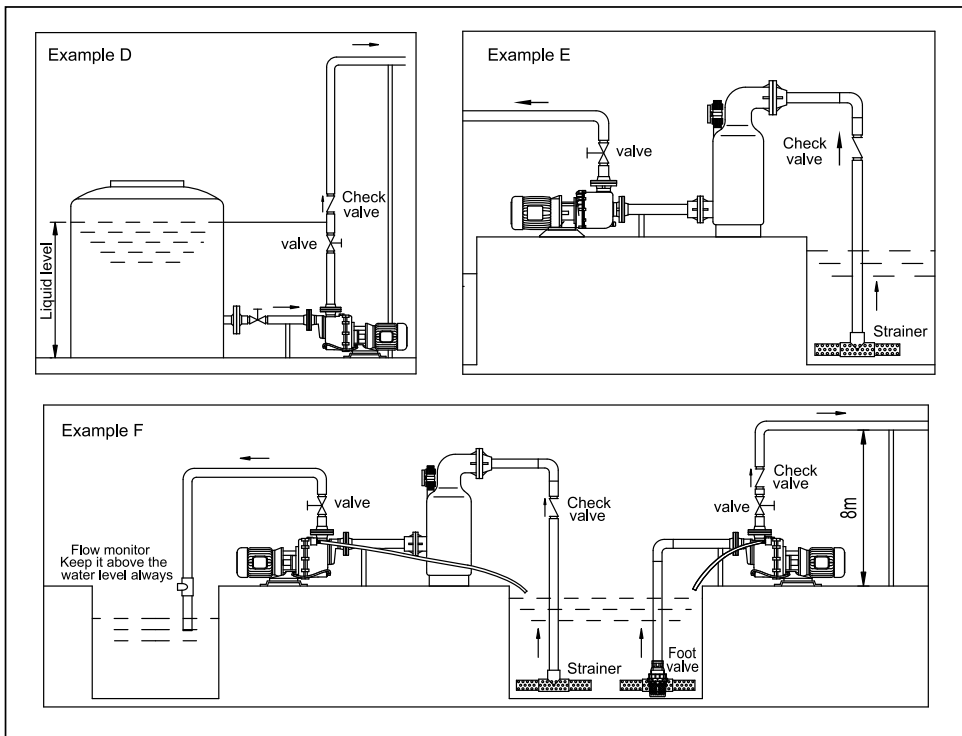 Example D
Check
valve
valve
Liquid level
Example E
valve
Check
valve
Strainer
Example F
valve
Flow monitor
Keep it above the
water level always
Check
valve
Strainer
Foot
valve
Check
valve
valve
8m